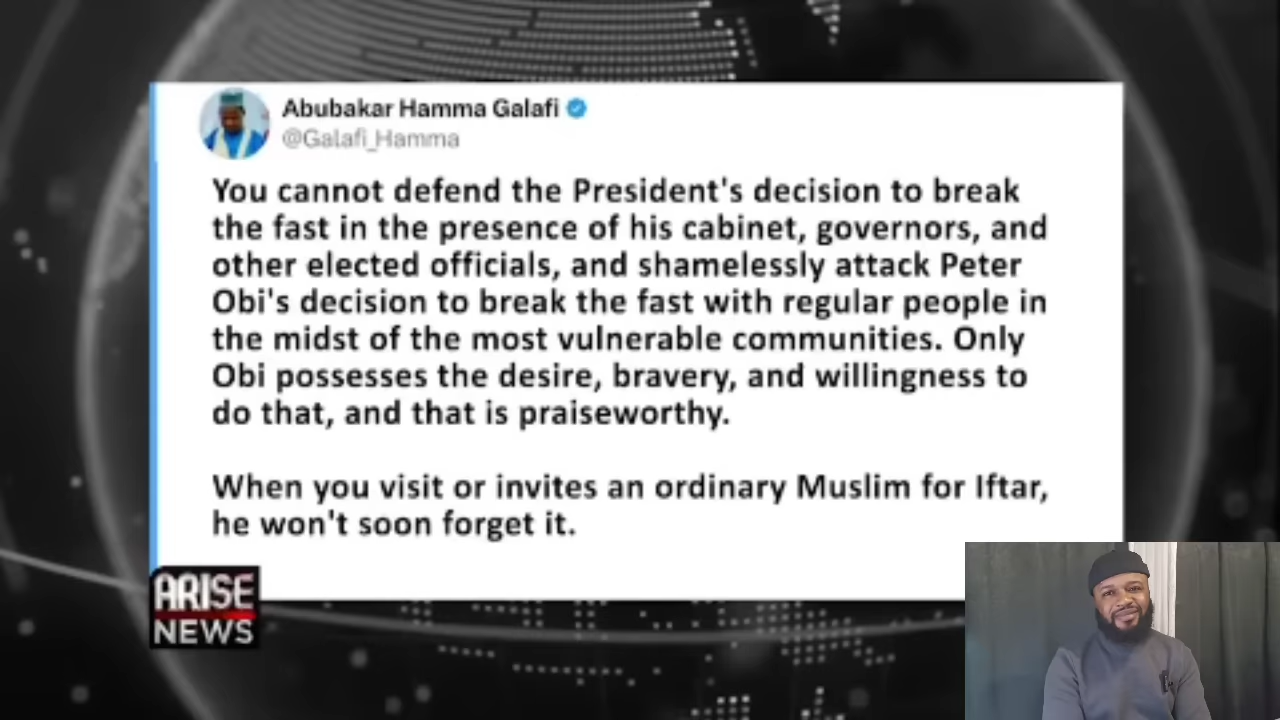 Abubakar Hamma Galafi
@Galafi_Hamma
You cannot defend the President's decision to break
the fast in the presence of his cabinet, governors, and
other elected officials, and shamelessly attack Peter
Obi's decision to break the fast with regular people in
the midst of the most vulnerable communities. Only
Obi possesses the desire, bravery, and willingness to
do that, and that is praiseworthy.
When you visit or invites an ordinary Muslim for Iftar,
he won't soon forget it.
ARISE
NEWS